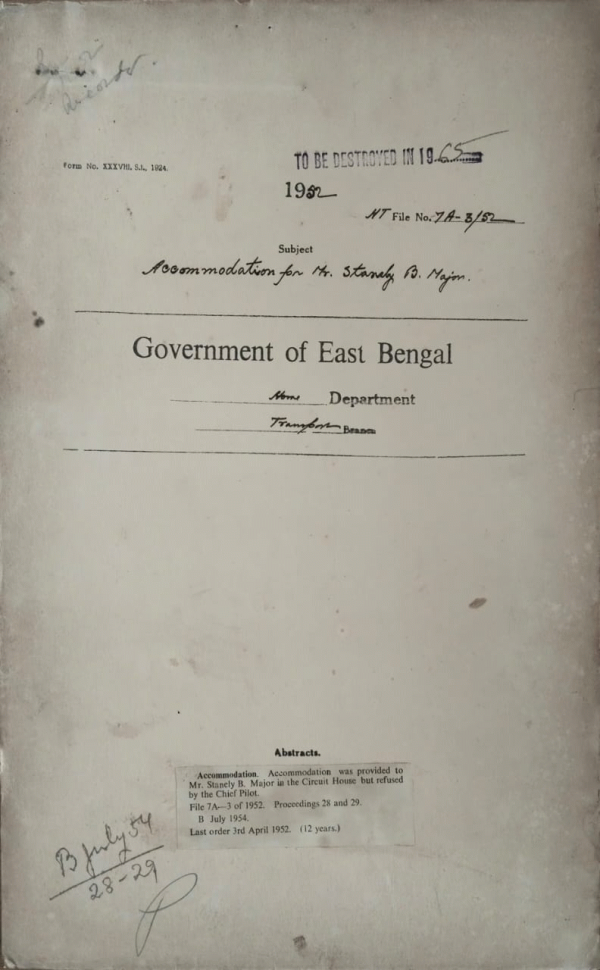 Records.
Form No. XXXVIII, S.J., 1924.
TO BE DESTROYED IN 1965
1952
NT File No. 7A-3/52
Subject
Accommodation for Mr. Stanely B. Major.
Government of East Bengal
Home Department
Transport Branch
Abstracts.
Accommodation. Accommodation was provided to
Mr. Stanely B. Major in the Circuit House but refused
by the Chief Pilot.
File 7A—3 of 1952. Proceedings 28 and 29.
B July 1954.
Last order 3rd April 1952. (12 years.)
B July 54
28-29